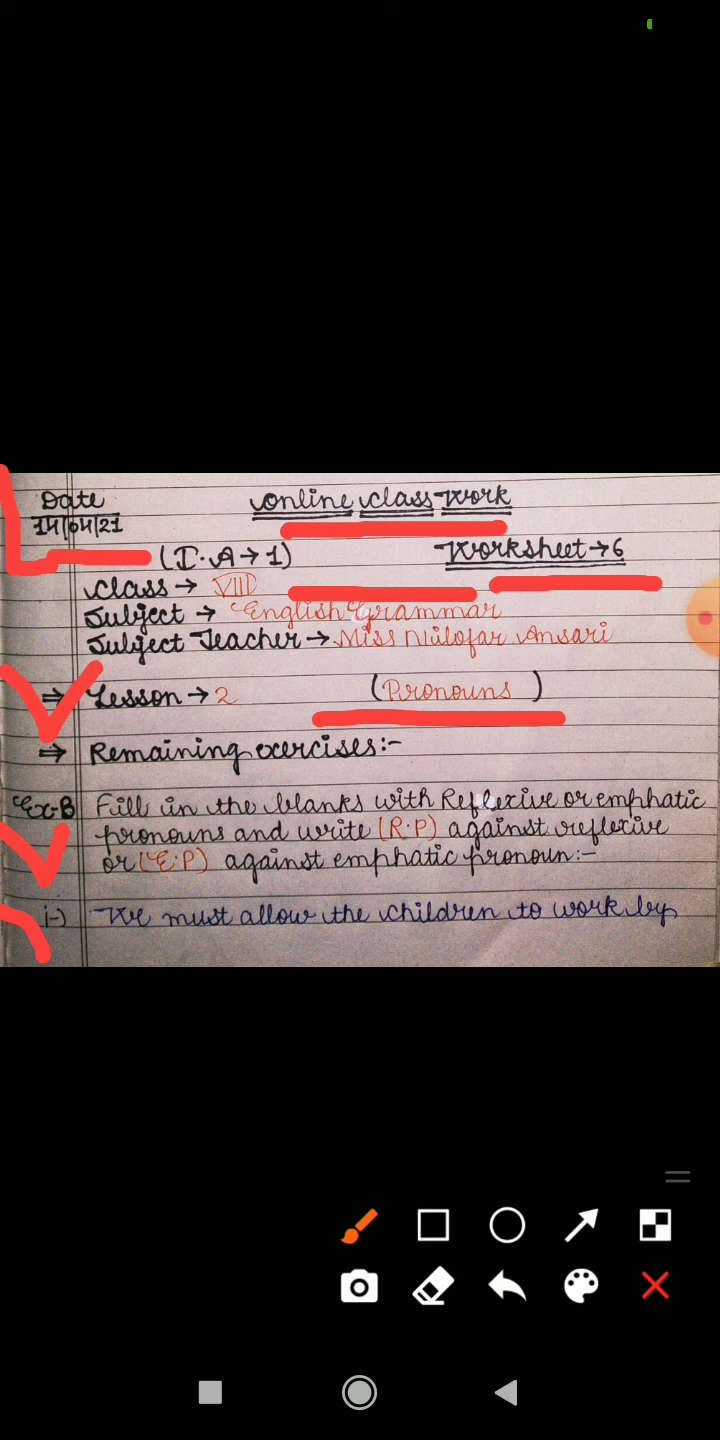 Date
online class work
14/04/21
(I.A→1)
Worksheet→6
Class→ VIII
Subject → English Grammar
Subject Teacher→ Miss Nilofar Ansari
⇒ Lesson→2 (Pronouns)
⇒ Remaining exercises:-
Ex-B Fill in the blanks with Reflexive or emphatic
pronouns and write (R.P) against reflexive
or (E.P) against emphatic pronoun:-
i-) We must allow the children to work by